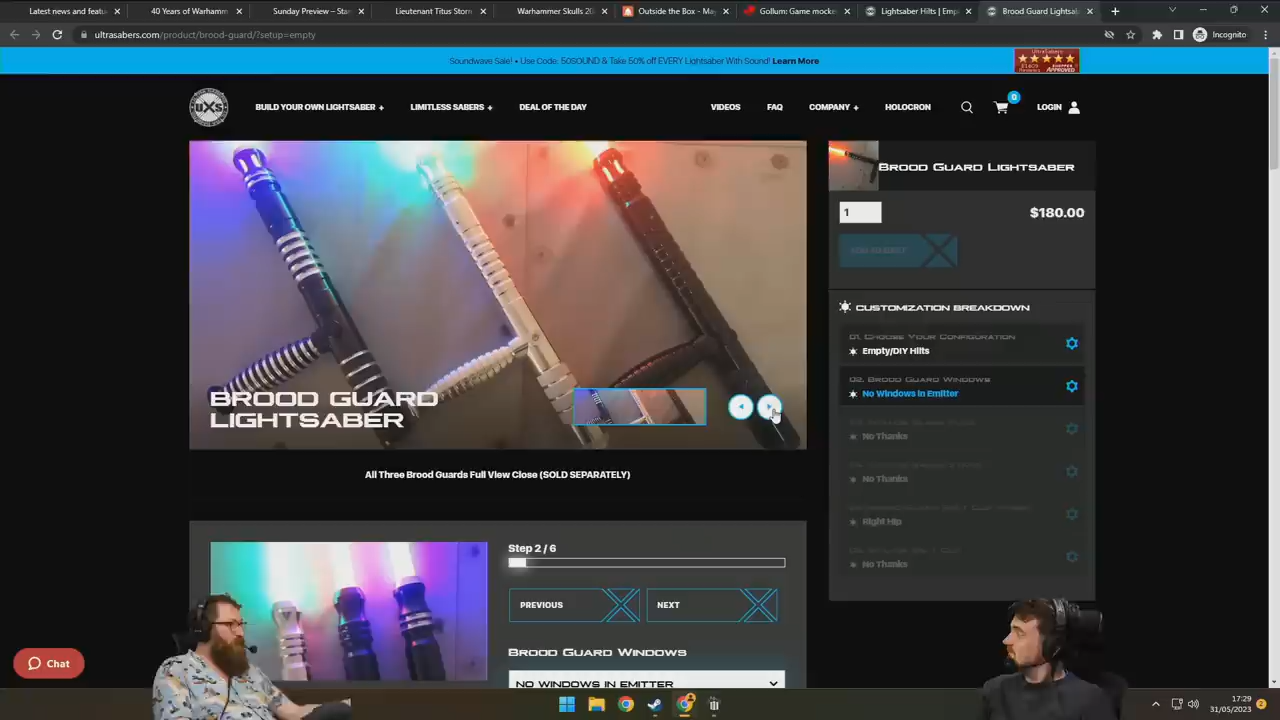 Latest news and featu
40 Years of Warhamm
Sunday Preview – Star
Lieutenant Titus Storm
Warhammer Skulls 20
Outside the Box - Mag
Gollum: Game mocke
Lightsaber Hilts | Emp
Brood Guard Lightsab
ultrasabers.com/product/brood-guard/?setup=empty
Incognito
Soundwave Sale! • Use Code: 50SOUND & Take 50% off EVERY Lightsaber With Sound! Learn More
UXS
BUILD YOUR OWN LIGHTSABER +
LIMITLESS SABERS +
DEAL OF THE DAY
VIDEOS
FAQ
COMPANY +
HOLOCRON
0
LOGIN
BROOD GUARD LIGHTSABER
1
$180.00
CUSTOMIZATION BREAKDOWN
01. CHOOSE YOUR CONFIGURATION
Empty/DIY Hilts
02. BROOD GUARD WINDOWS
No Windows in Emitter
No Thanks
No Thanks
Right Hip
No Thanks
BROOD GUARD
LIGHTSABER
All Three Brood Guards Full View Close (SOLD SEPARATELY)
Step 2 / 6
PREVIOUS
NEXT
BROOD GUARD WINDOWS
NO WINDOWS IN EMITTER
Chat
17:29
31/05/2023
2